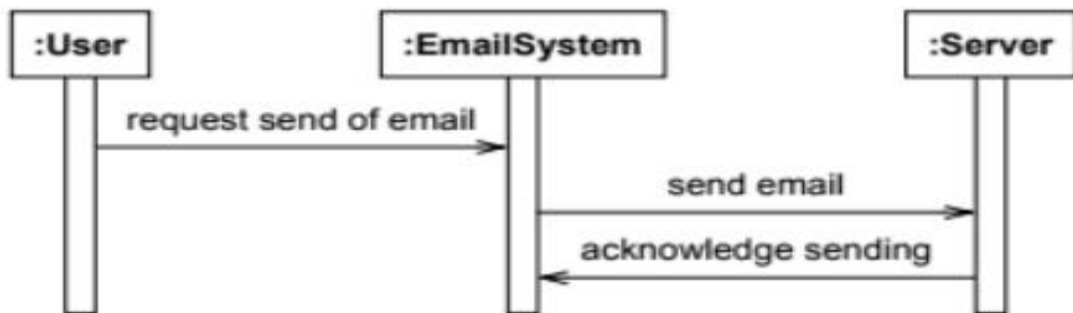 :User
:EmailSystem
:Server
request send of email
send email
acknowledge sending